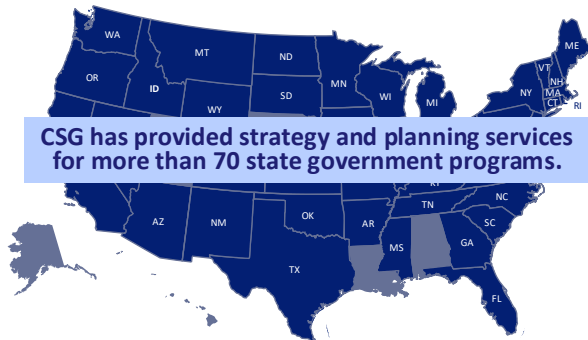 WA
MT
ND
ME
OR
ID
MN
VT
NH
SD
WI
MI
NY
MA
CT
RI
WY
CSG has provided strategy and planning services
for more than 70 state government programs.
KY
NC
TN
AZ
NM
OK
AR
SC
MS
GA
TX
FL